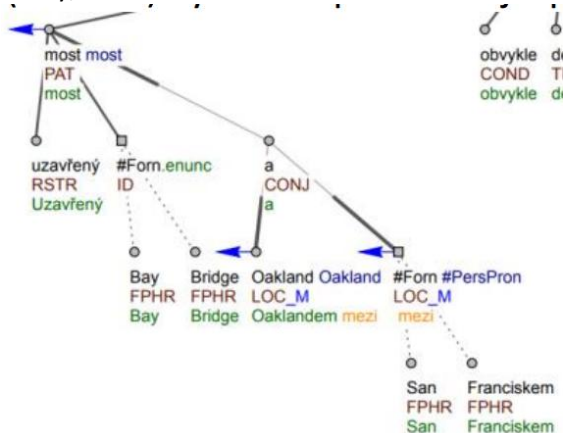 most most
PAT
most
obvykle
COND
obvykle
uzavřený
RSTR
Uzavřený
#Forn.enunc
ID
a
CONJ
a
Bay
FPHR
Bay
Bridge
FPHR
Bridge
Oakland Oakland
LOC_M
Oaklandem mezi
#Forn #PersPron
LOC_M
mezi
San
FPHR
San
Franciskem
FPHR
Franciskem